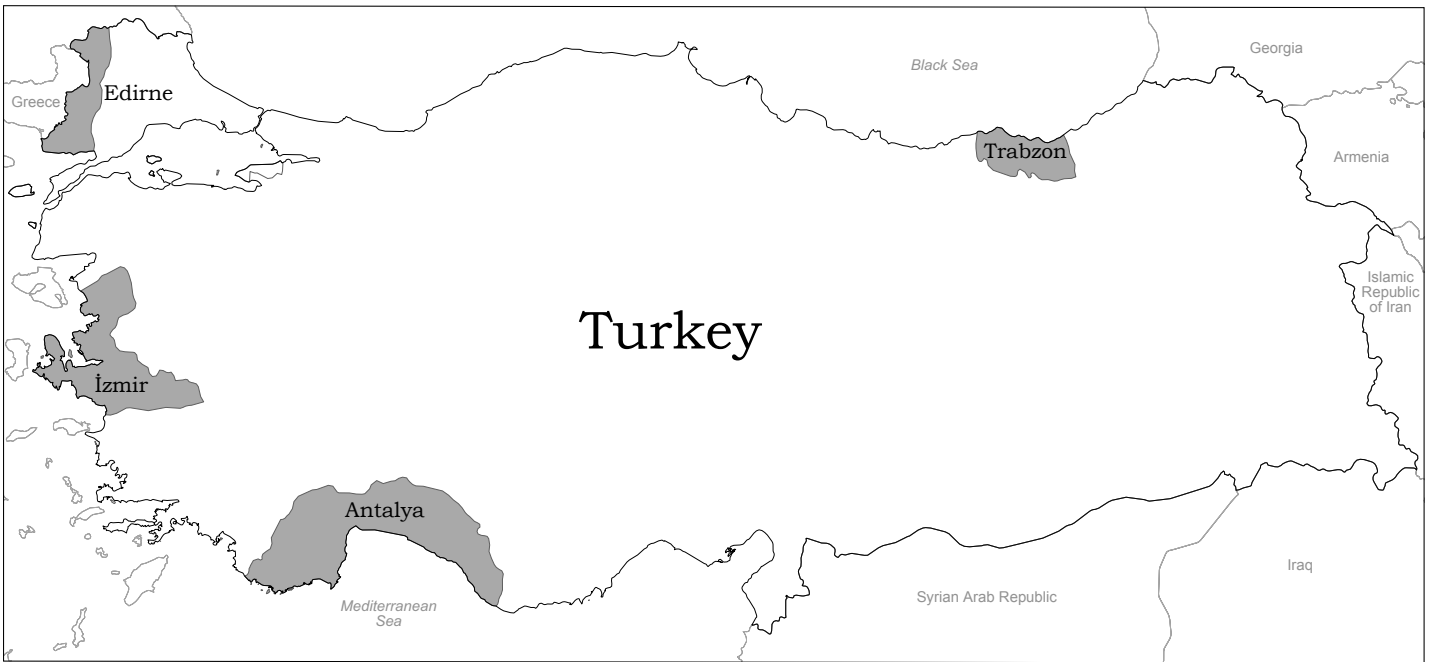 Georgia
Black Sea
Edirne
Greece
Trabzon
Armenia
Islamic
Republic
of Iran
Turkey
İzmir
Antalya
Iraq
Syrian Arab Republic
Mediterranean
Sea